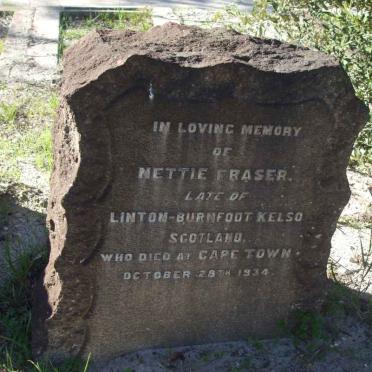 IN LOVING MEMORY
OF
NETTIE FRASER.
LATE OF
LINTON-BURNFOOT KELSO
SCOTLAND.
WHO DIED AT CAPE TOWN
OCTOBER 28TH 1934